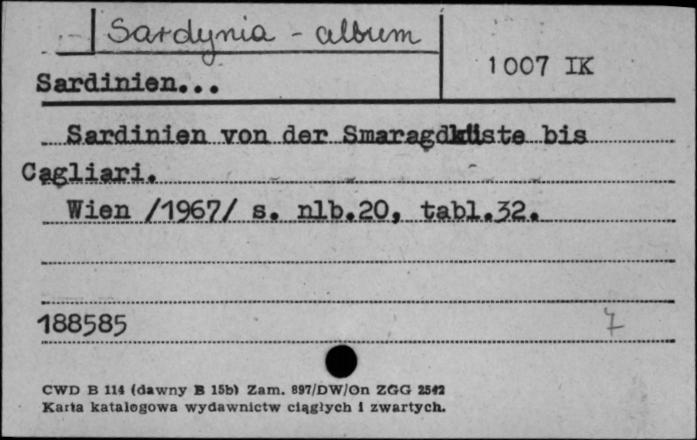 Sardynia - album
1007 IK
Sardinien...
Sardinien von der Smaragdküste bis
Cagliari.
Wien /1967/ s. nlb.20, tabl.32.
188585
7
CWD B 114 (dawny B 15b) Zam. 897/DW/On ZGG 2542
Karta katalogowa wydawnictw ciągłych i zwartych.